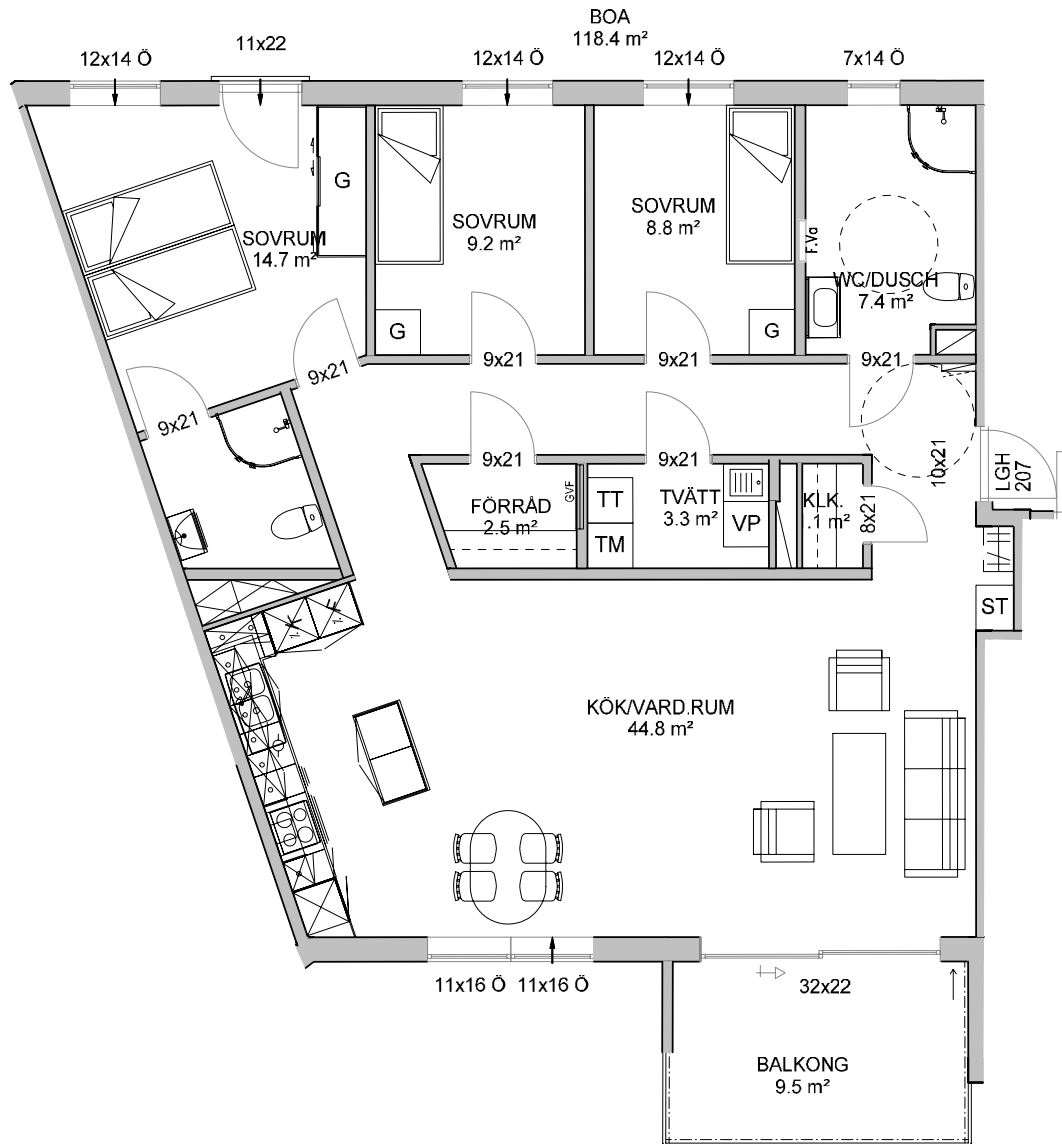 BOA
118.4 m²
12x14 Ö
11x22
12x14 Ö
12x14 Ö
7x14 Ö
G
SOVRUM
14.7 m²
SOVRUM
9.2 m²
SOVRUM
8.8 m²
F.Va
WC/DUSCH
7.4 m²
G
G
9x21
9x21
9x21
9x21
9x21
9x21
9x21
10x21
LGH
207
FÖRRÅD
2.5 m²
GVF
TT
TM
TVÄTT
3.3 m²
VP
KLK.
.1 m²
8x21
ST
K
F
KÖK/VARD.RUM
44.8 m²
11x16 Ö
11x16 Ö
32x22
BALKONG
9.5 m²